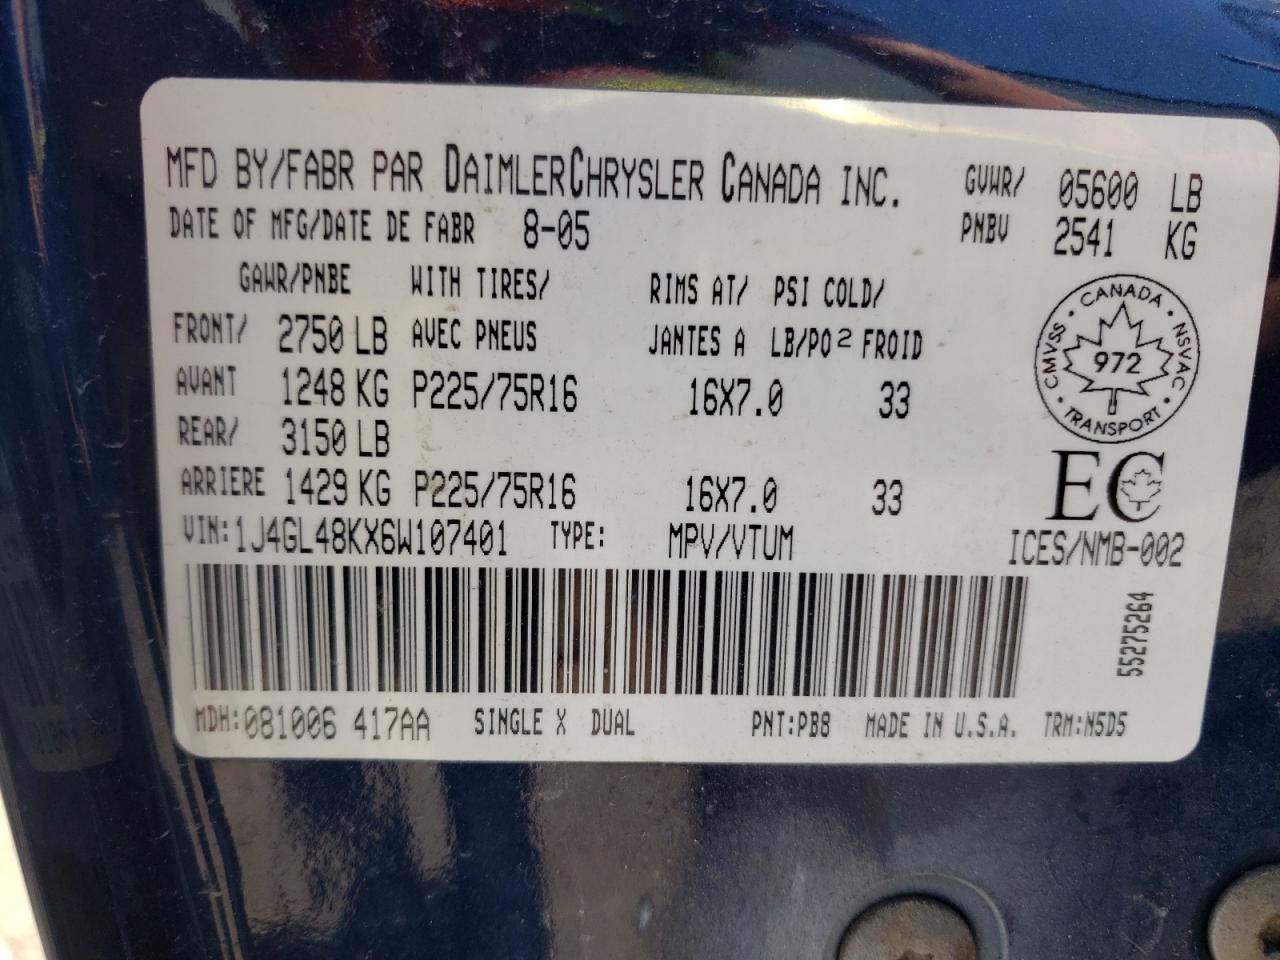 MFD BY/FABR PAR DAIMLERCHRYSLER CANADA INC. GVWR/ 05600 LB
DATE OF MFG/DATE DE FABR 8-05 PNBV 2541 KG
GAWR/PNBE WITH TIRES/ RIMS AT/ PSI COLD/
FRONT/ 2750 LB AVEC PNEUS JANTES A LB/PO² FROID
AVANT 1248 KG P225/75R16 16X7.0 33
REAR/ 3150 LB
ARRIERE 1429 KG P225/75R16 16X7.0 33
CANADA · NSVAC · TRANSPORT · CMVSS ·
972
EC
VIN: 1J4GL48KX6W107401 TYPE: MPV/VTUM ICES/NMB-002
55275264
MDH:081006 417AA SINGLE X DUAL PNT:PB8 MADE IN U.S.A. TRM:N5D5